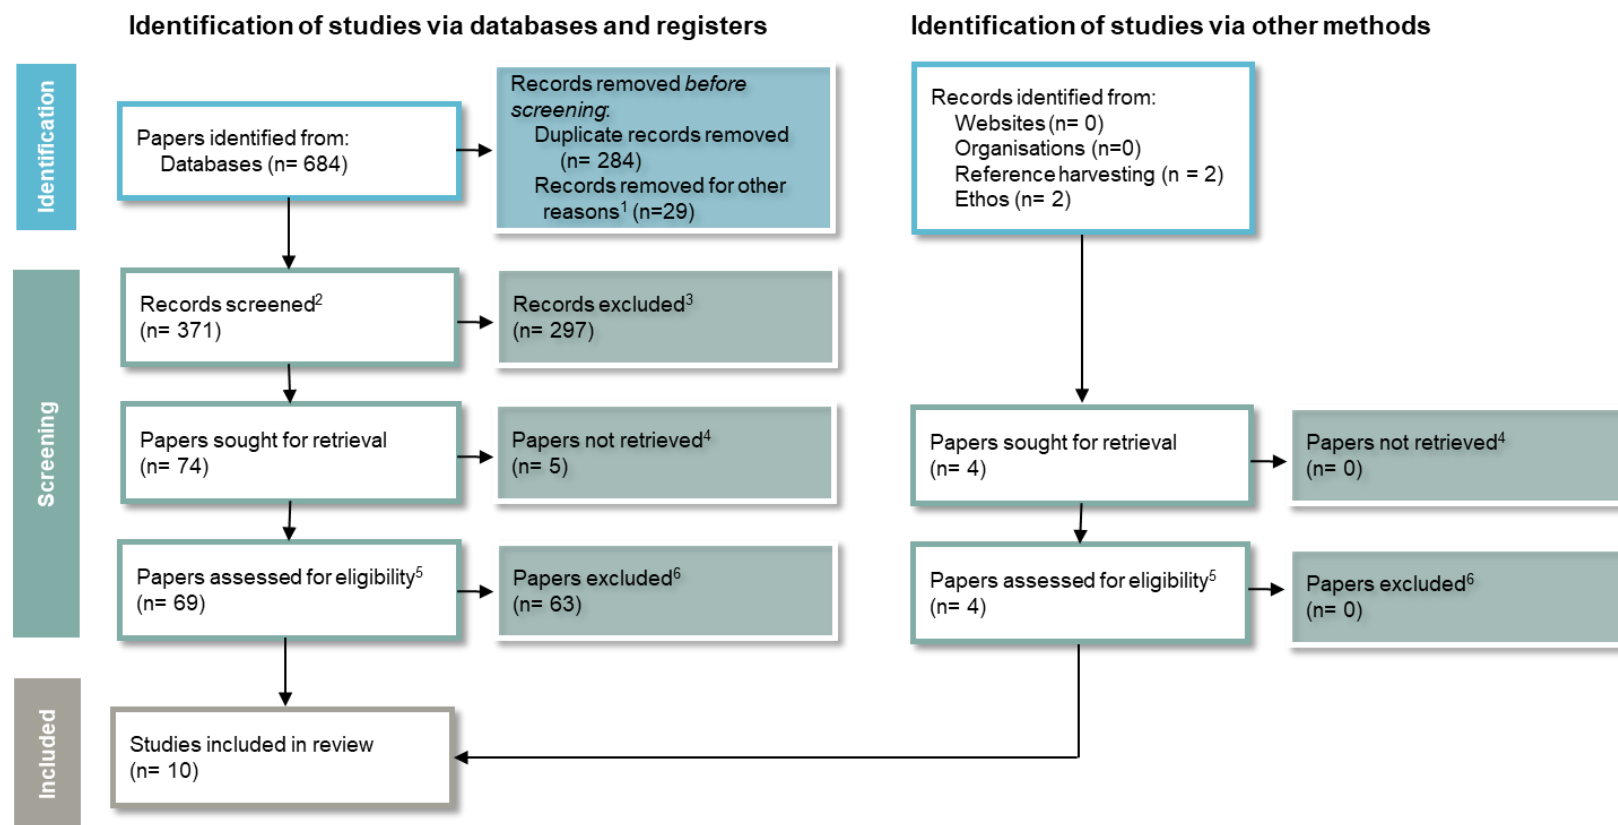 Identification of studies via databases and registers
Identification of studies via other methods
Identification
Papers identified from:
Databases (n= 684)
Records removed before
screening:
Duplicate records removed
(n= 284)
Records removed for other
reasons¹ (n=29)
Records identified from:
Websites (n= 0)
Organisations (n=0)
Reference harvesting (n = 2)
Ethos (n= 2)
Screening
Records screened²
(n= 371)
Records excluded³
(n= 297)
Papers sought for retrieval
(n= 74)
Papers not retrieved⁴
(n= 5)
Papers sought for retrieval
(n= 4)
Papers not retrieved⁴
(n= 0)
Papers assessed for eligibility⁵
(n= 69)
Papers excluded⁶
(n= 63)
Papers assessed for eligibility⁵
(n= 4)
Papers excluded⁶
(n= 0)
Included
Studies included in review
(n= 10)